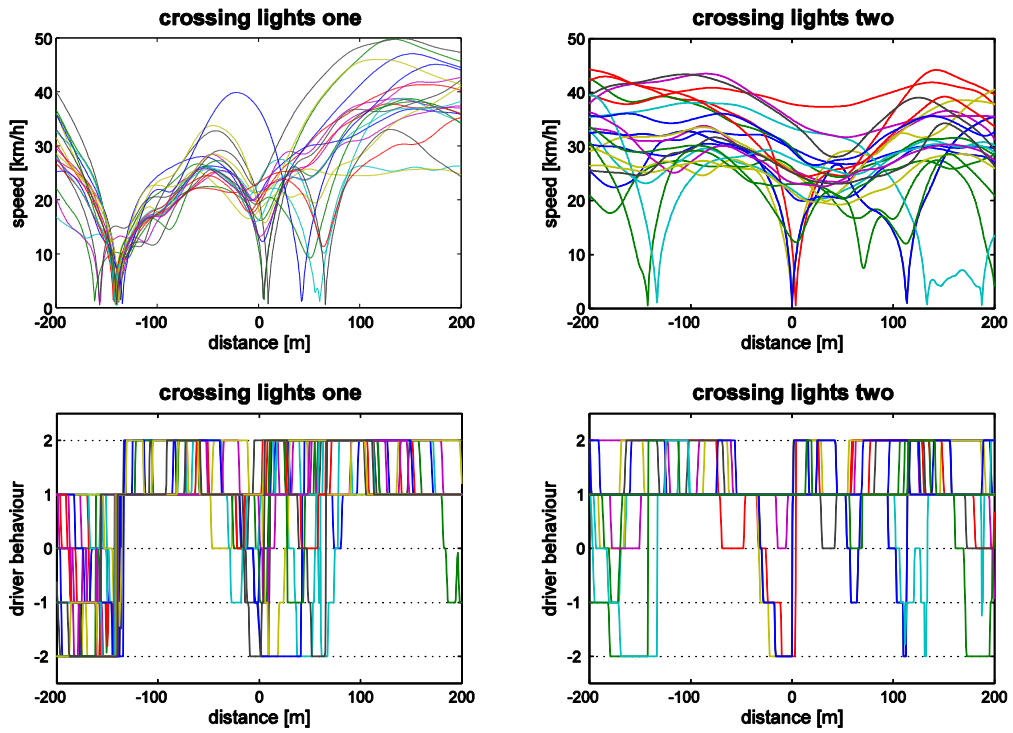 crossing lights one
50
40
30
20
10
0
speed [km/h]
-200 -100 0 100 200
distance [m]
crossing lights two
50
40
30
20
10
0
speed [km/h]
-200 -100 0 100 200
distance [m]
crossing lights one
2
1
0
-1
-2
driver behaviour
-200 -100 0 100 200
distance [m]
crossing lights two
2
1
0
-1
-2
driver behaviour
-200 -100 0 100 200
distance [m]